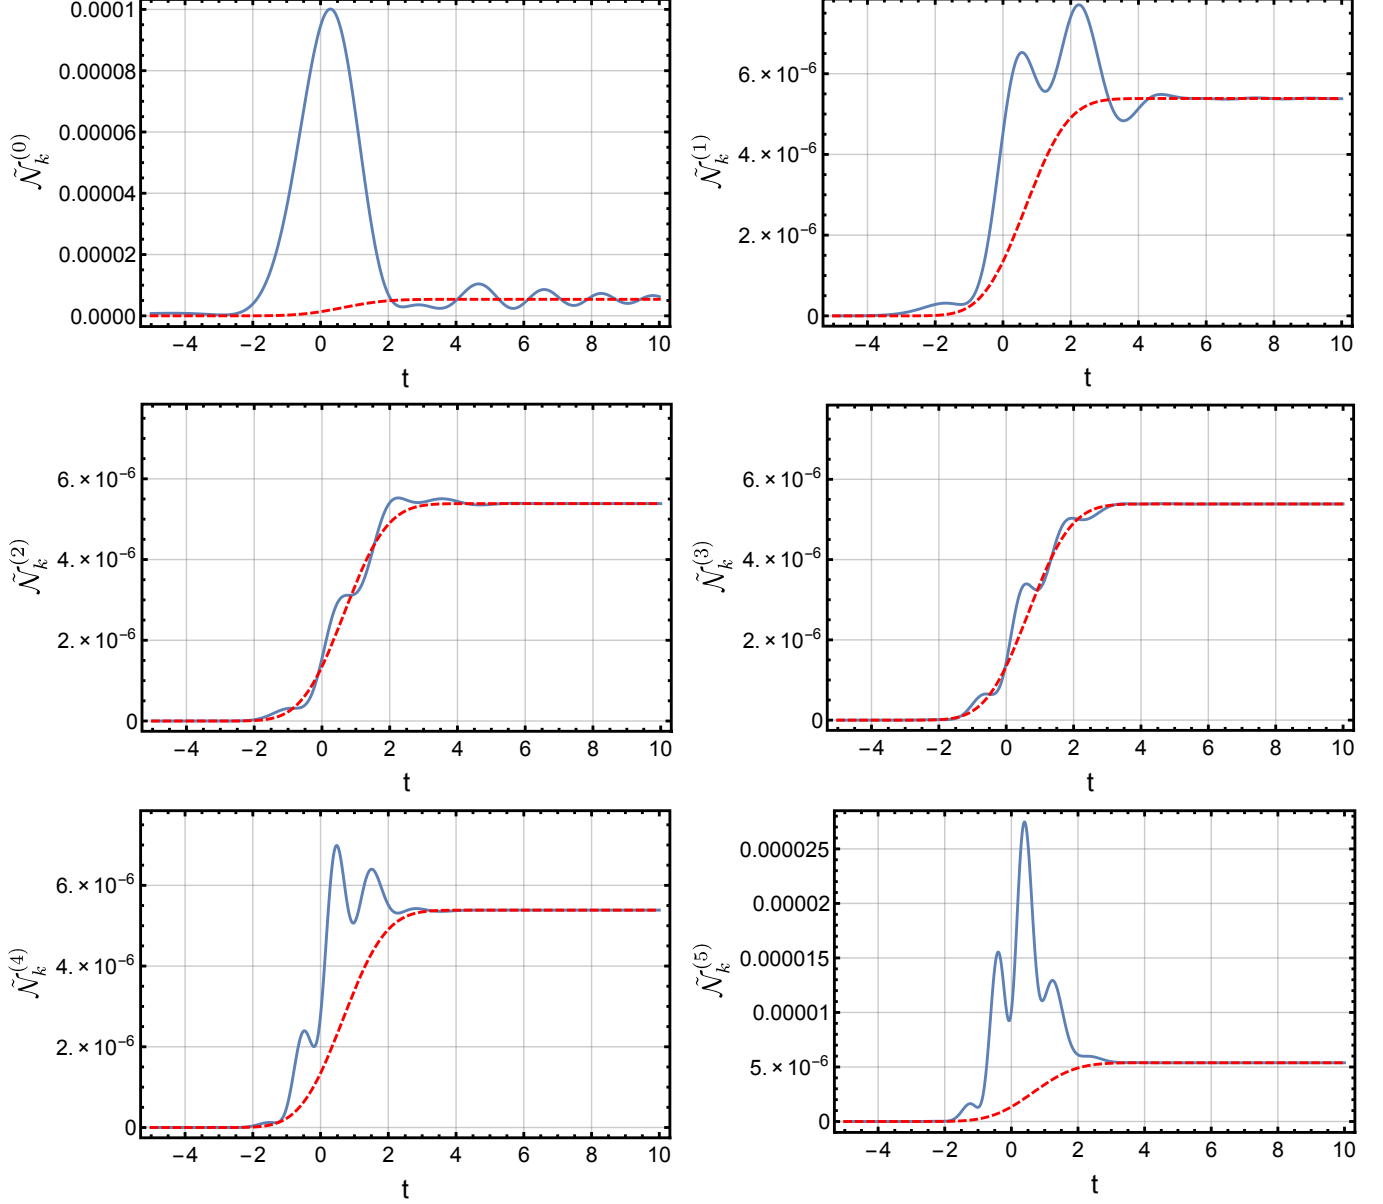 0.0001
0.00008
0.00006
0.00004
0.00002
0.0000
Ñ_k^(0)
−4 −2 0 2 4 6 8 10
t
6.×10^−6
4.×10^−6
2.×10^−6
0
Ñ_k^(1)
−4 −2 0 2 4 6 8 10
t
6.×10^−6
4.×10^−6
2.×10^−6
0
Ñ_k^(2)
−4 −2 0 2 4 6 8 10
t
6.×10^−6
4.×10^−6
2.×10^−6
0
Ñ_k^(3)
−4 −2 0 2 4 6 8 10
t
6.×10^−6
4.×10^−6
2.×10^−6
0
Ñ_k^(4)
−4 −2 0 2 4 6 8 10
t
0.000025
0.00002
0.000015
0.00001
5.×10^−6
0
Ñ_k^(5)
−4 −2 0 2 4 6 8 10
t